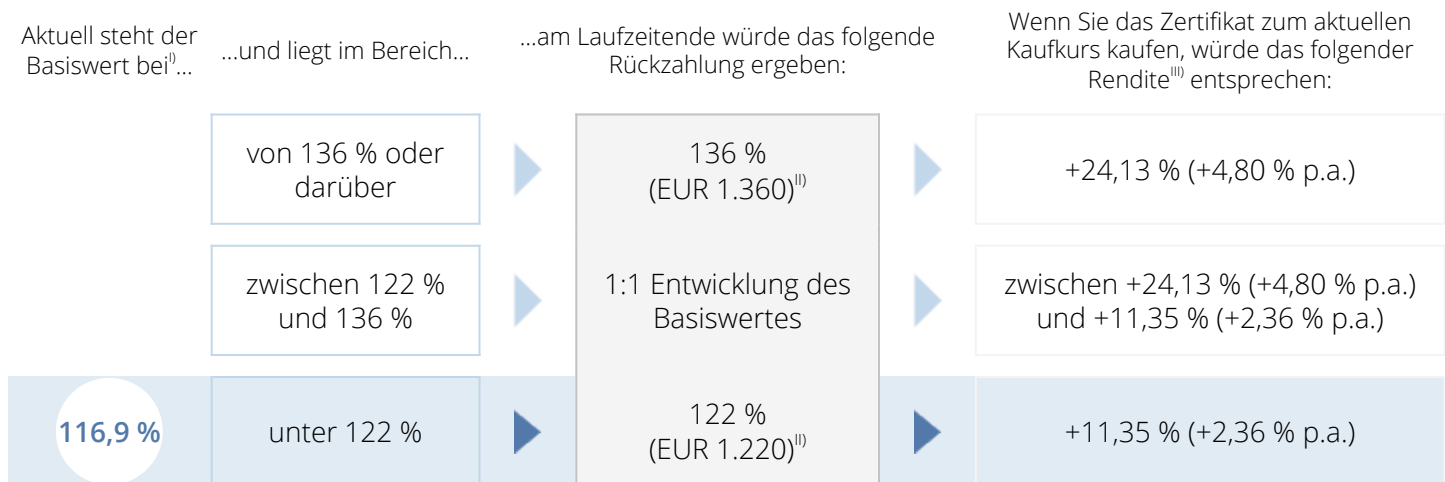 Aktuell steht der
Basiswert bei^I)...
...und liegt im Bereich...
...am Laufzeitende würde das folgende
Rückzahlung ergeben:
Wenn Sie das Zertifikat zum aktuellen
Kaufkurs kaufen, würde das folgender
Rendite^III) entsprechen:
von 136 % oder
darüber
136 %
(EUR 1.360)^II)
+24,13 % (+4,80 % p.a.)
zwischen 122 %
und 136 %
1:1 Entwicklung des
Basiswertes
zwischen +24,13 % (+4,80 % p.a.)
und +11,35 % (+2,36 % p.a.)
116,9 %
unter 122 %
122 %
(EUR 1.220)^II)
+11,35 % (+2,36 % p.a.)